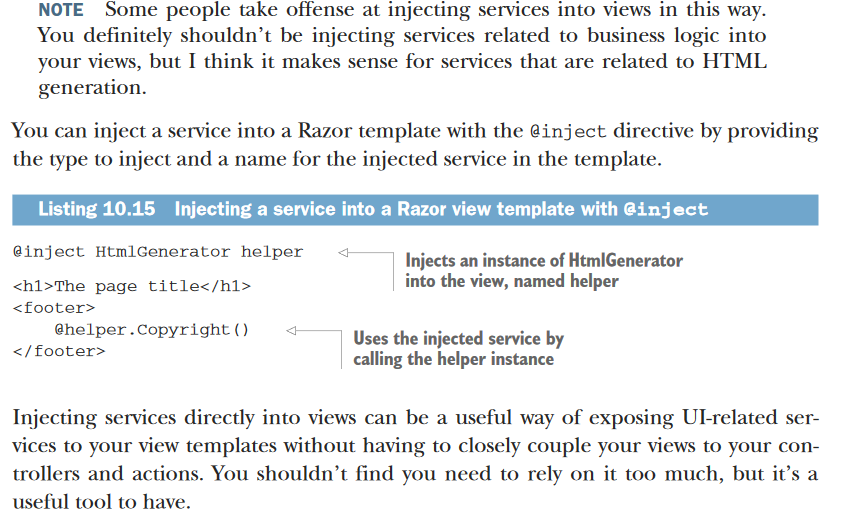 NOTE Some people take offense at injecting services into views in this way.
You definitely shouldn't be injecting services related to business logic into
your views, but I think it makes sense for services that are related to HTML
generation.
You can inject a service into a Razor template with the @inject directive by providing
the type to inject and a name for the injected service in the template.
Listing 10.15 Injecting a service into a Razor view template with @inject
@inject HtmlGenerator helper
Injects an instance of HtmlGenerator
into the view, named helper
<h1>The page title</h1>
<footer>
@helper.Copyright()
</footer>
Uses the injected service by
calling the helper instance
Injecting services directly into views can be a useful way of exposing UI-related ser-
vices to your view templates without having to closely couple your views to your con-
trollers and actions. You shouldn't find you need to rely on it too much, but it's a
useful tool to have.